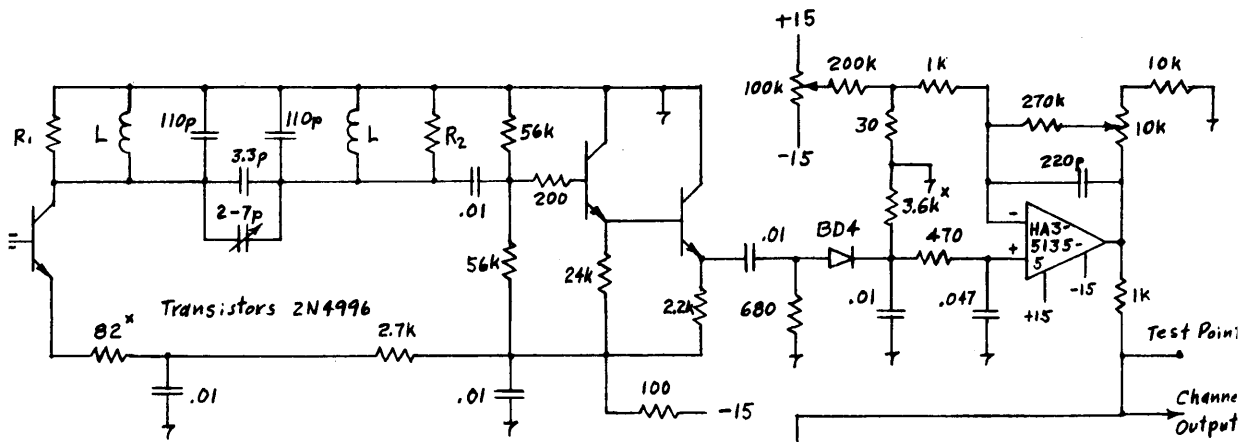 +15
200k
1k
10k
100k
270k
10k
R1
L
110p
110p
L
R2
56k
30
-15
3.3p
220p
.01
200
3.6k x
2-7p
BD4
470
-
HA3-
5135-
5
+
-15
+15
1k
56k
24k
.01
2.2k
680
.01
.047
Transistors 2N4996
82 x
2.7k
Test Poin
.01
.01
100
-15
Channe
Output